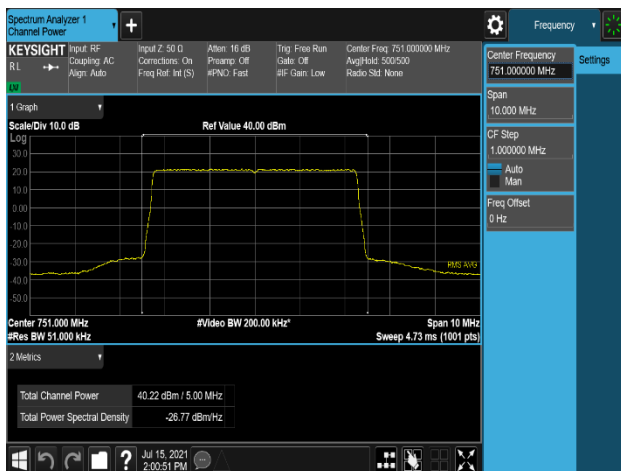 Spectrum Analyzer 1
Channel Power
Frequency
KEYSIGHT
R L
LW
Input: RF
Coupling: AC
Align: Auto
Input Z: 50 Ω
Corrections: On
Freq Ref: Int (S)
Atten: 16 dB
Preamp: Off
#PNO: Fast
Trig: Free Run
Gate: Off
#IF Gain: Low
Center Freq: 751.000000 MHz
Avg|Hold: 500/500
Radio Std: None
Center Frequency
751.000000 MHz
Settings
Span
10.000 MHz
CF Step
1.000000 MHz
Auto
Man
Freq Offset
0 Hz
1 Graph
Scale/Div 10.0 dB
Ref Value 40.00 dBm
Log
30.0
20.0
10.0
0.00
-10.0
-20.0
-30.0
-40.0
-50.0
RMS AVG
Center 751.000 MHz
#Video BW 200.00 kHz*
Span 10 MHz
#Res BW 51.000 kHz
Sweep 4.73 ms (1001 pts)
2 Metrics
Total Channel Power 40.22 dBm / 5.00 MHz
Total Power Spectral Density -26.77 dBm/Hz
?
Jul 15, 2021
2:00:51 PM